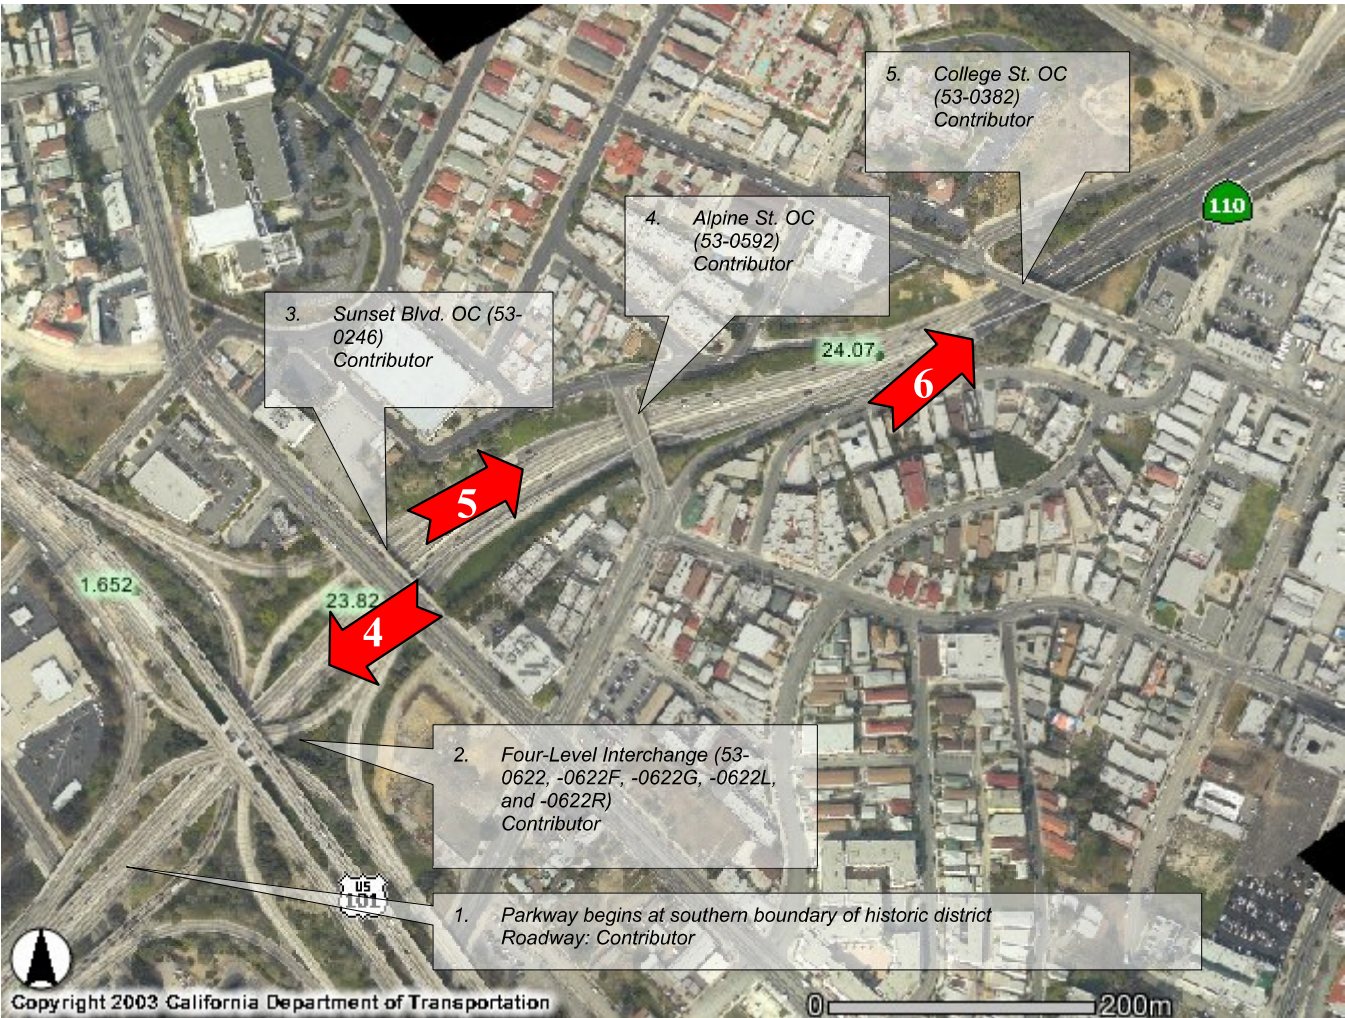 5. College St. OC
(53-0382)
Contributor
110
4. Alpine St. OC
(53-0592)
Contributor
3. Sunset Blvd. OC (53-
0246)
Contributor
24.07
6
5
1.652
23.82
4
2. Four-Level Interchange (53-
0622, -0622F, -0622G, -0622L,
and -0622R)
Contributor
US
101
1. Parkway begins at southern boundary of historic district
Roadway: Contributor
Copyright 2003 California Department of Transportation
0 200m